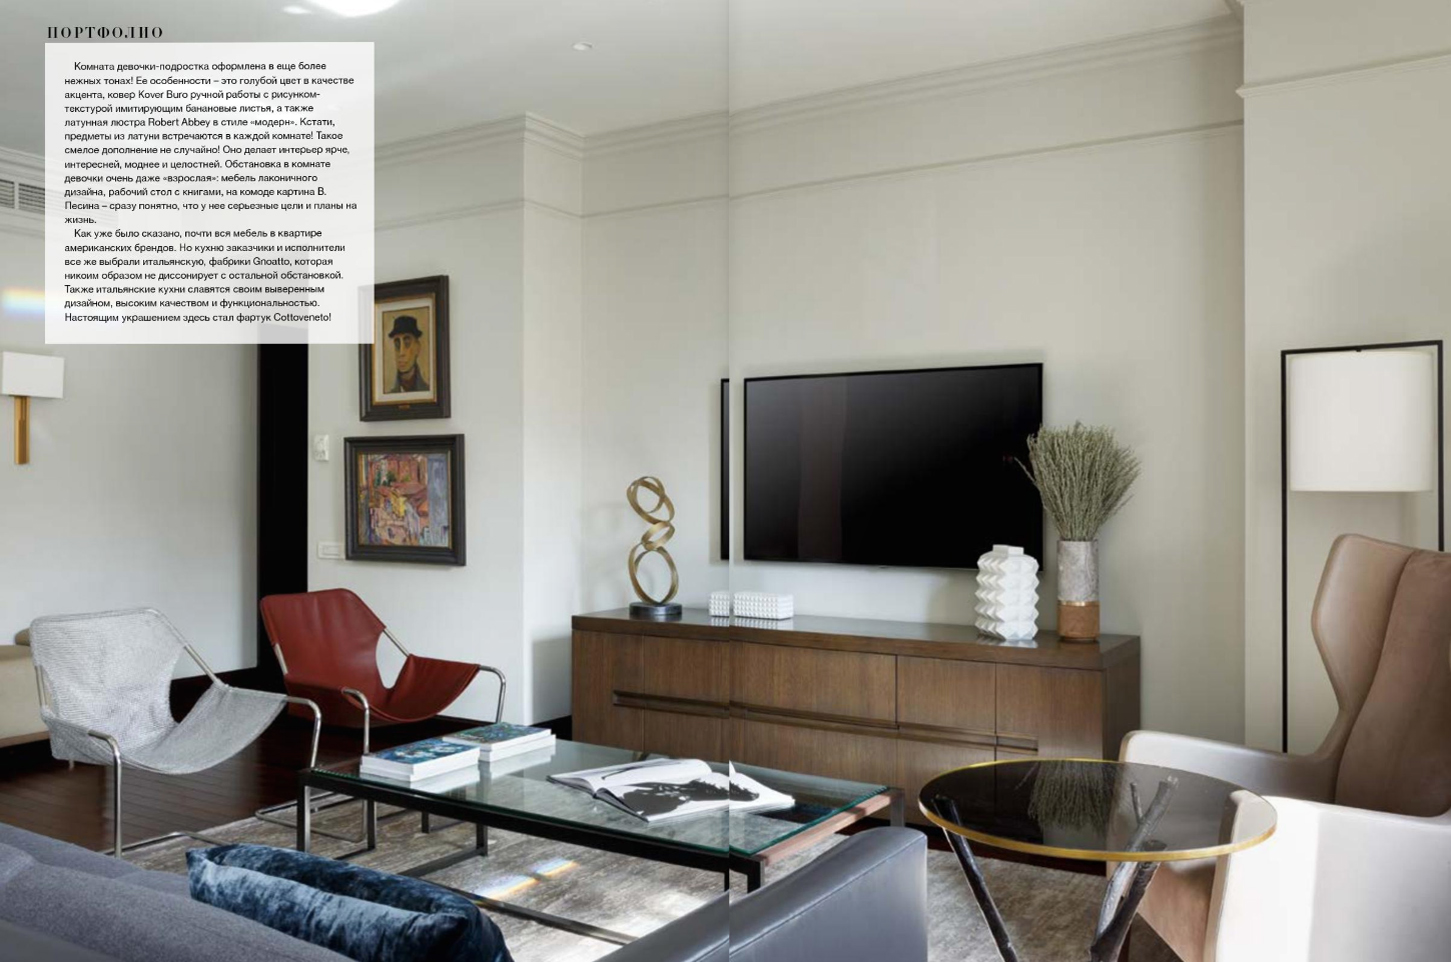 ПОРТФОЛИО
Комната девочки-подростка оформлена в еще более
нежных тонах! Ее особенности – это голубой цвет в качестве
акцента, ковер Kover Buro ручной работы с рисунком-
текстурой имитирующим банановые листья, а также
латунная люстра Robert Abbey в стиле «модерн». Кстати,
предметы из латуни встречаются в каждой комнате! Такое
смелое дополнение не случайно! Оно делает интерьер ярче,
интересней, моднее и целостней. Обстановка в комнате
девочки очень даже «взрослая»: мебель лаконичного
дизайна, рабочий стол с книгами, на комоде картина В.
Песина – сразу понятно, что у нее серьезные цели и планы на
жизнь.
Как уже было сказано, почти вся мебель в квартире
американских брендов. Но кухню заказчики и исполнители
все же выбрали итальянскую, фабрики Gnoatto, которая
никоим образом не диссонирует с остальной обстановкой.
Также итальянские кухни славятся своим выверенным
дизайном, высоким качеством и функциональностью.
Настоящим украшением здесь стал фартук Cottoveneto!